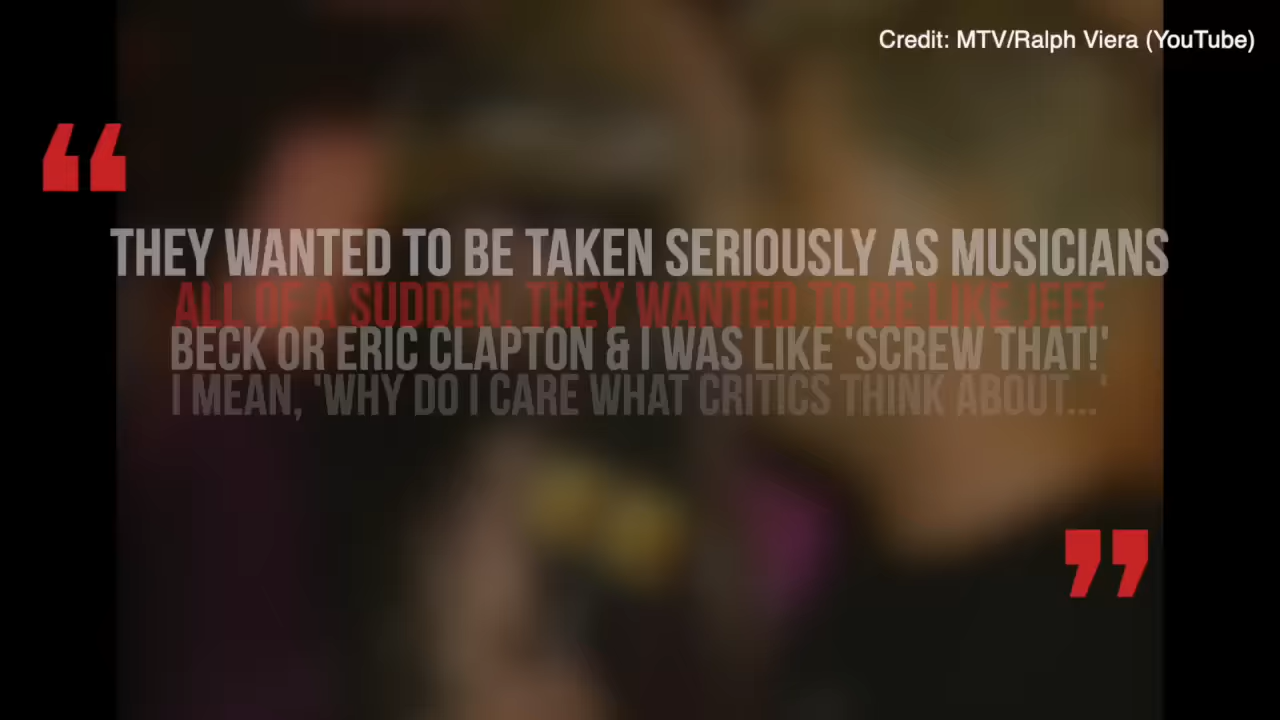 Credit: MTV/Ralph Viera (YouTube)
“
THEY WANTED TO BE TAKEN SERIOUSLY AS MUSICIANS
ALL OF A SUDDEN, THEY WANTED TO BE LIKE JEFF
BECK OR ERIC CLAPTON & I WAS LIKE 'SCREW THAT!'
I MEAN, 'WHY DO I CARE WHAT CRITICS THINK ABOUT...'
”